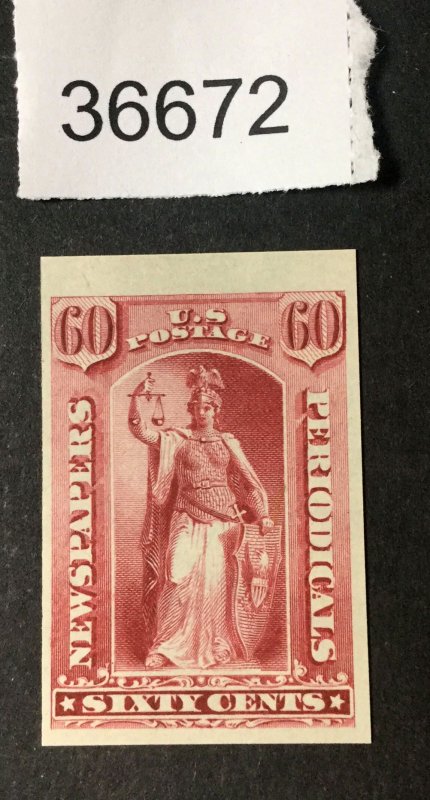 36672
60
U.S
POSTAGE
60
NEWSPAPERS
PERIODICALS
SIXTY CENTS